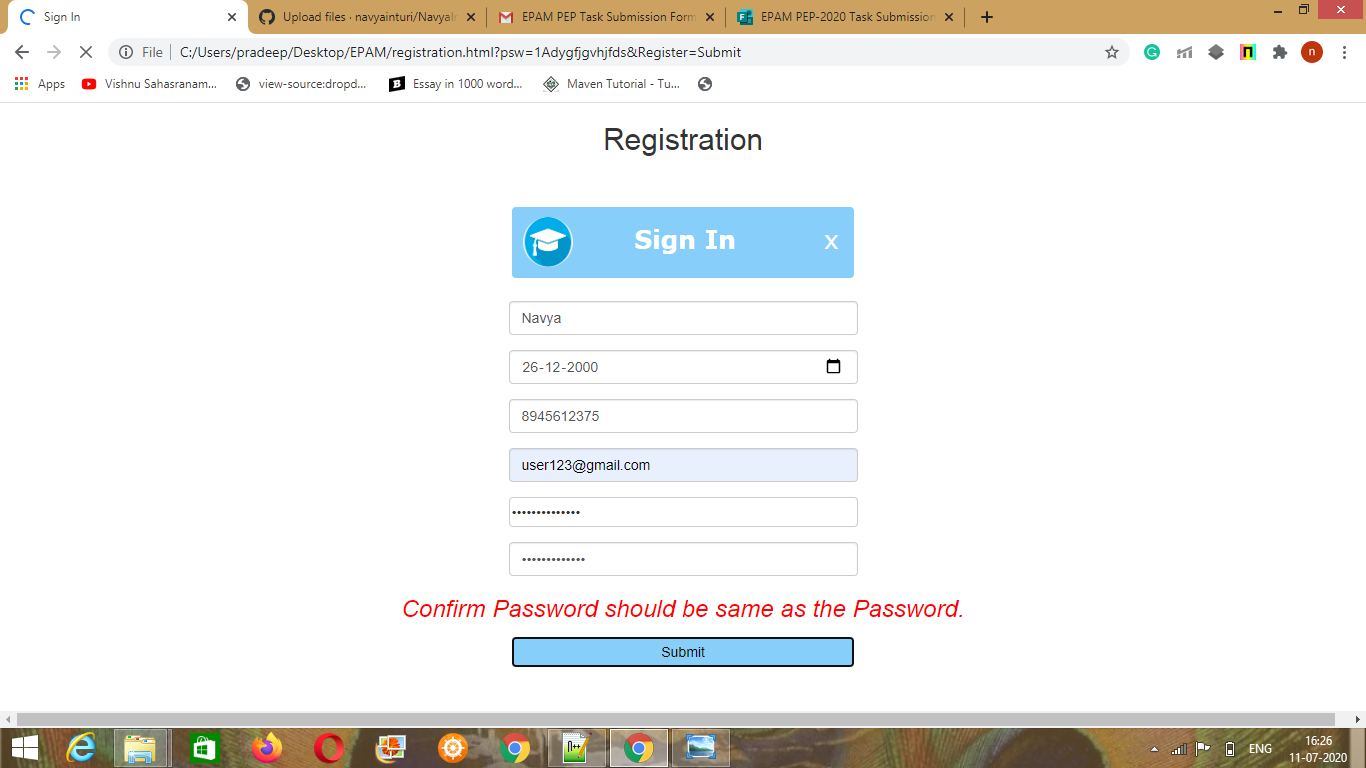 Sign In
Upload files · navyainturi/NavyaIn
EPAM PEP Task Submission Form
EPAM PEP-2020 Task Submission
File
C:/Users/pradeep/Desktop/EPAM/registration.html?psw=1Adygfjgvhjfds&Register=Submit
n
Apps
Vishnu Sahasranam...
view-source:dropd...
Essay in 1000 word...
Maven Tutorial - Tu...
Registration
Sign In
x
Navya
26-12-2000
8945612375
user123@gmail.com
••••••••••••••
•••••••••••••
Confirm Password should be same as the Password.
Submit
ENG
16:26
11-07-2020